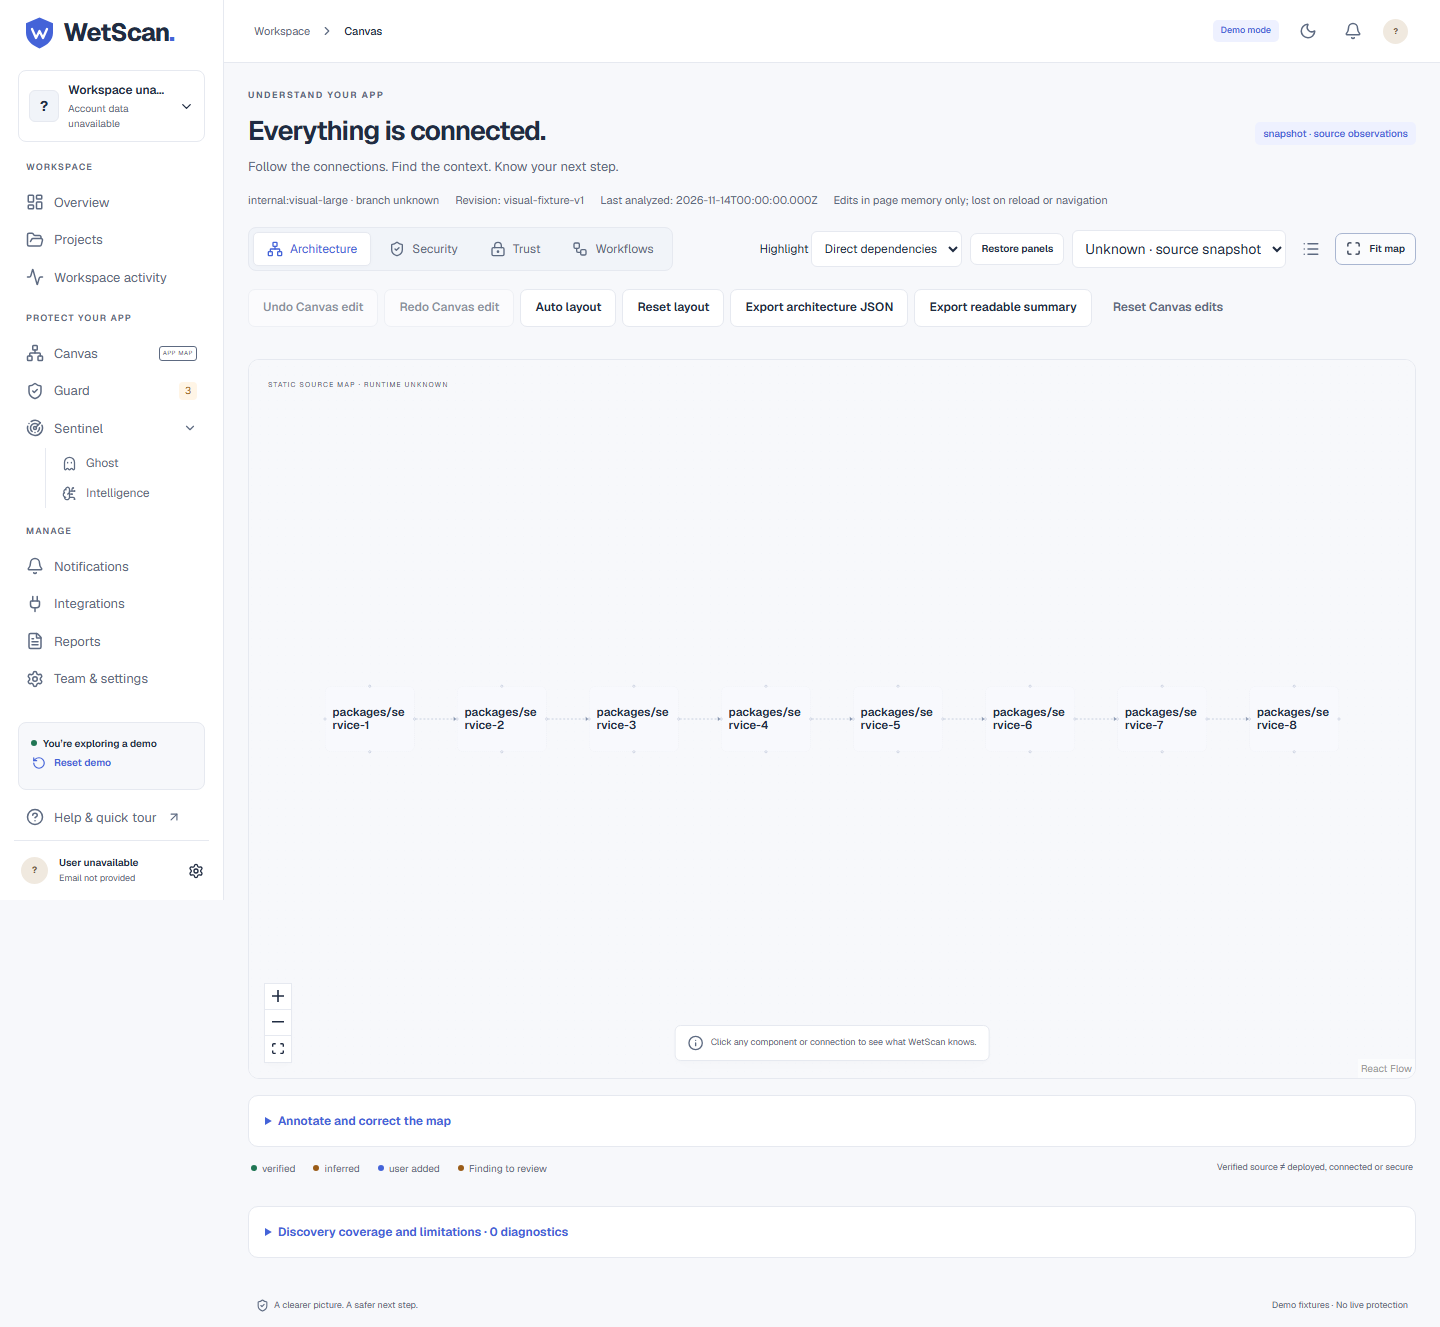 WetScan.
Workspace una...
?
Account data
unavailable
WORKSPACE
Overview
Projects
Workspace activity
PROTECT YOUR APP
Canvas
APP MAP
Guard
3
Sentinel
Ghost
Intelligence
MANAGE
Notifications
Integrations
Reports
Team & settings
You're exploring a demo
Reset demo
Help & quick tour
?
User unavailable
Email not provided
Workspace
Canvas
Demo mode
?
UNDERSTAND YOUR APP
Everything is connected.
snapshot · source observations
Follow the connections. Find the context. Know your next step.
internal:visual-large · branch unknown
Revision: visual-fixture-v1
Last analyzed: 2026-11-14T00:00:00.000Z
Edits in page memory only; lost on reload or navigation
Architecture
Security
Trust
Workflows
Highlight
Direct dependencies
Restore panels
Unknown · source snapshot
Fit map
Undo Canvas edit
Redo Canvas edit
Auto layout
Reset layout
Export architecture JSON
Export readable summary
Reset Canvas edits
STATIC SOURCE MAP · RUNTIME UNKNOWN
packages/se
rvice-1
packages/se
rvice-2
packages/se
rvice-3
packages/se
rvice-4
packages/se
rvice-5
packages/se
rvice-6
packages/se
rvice-7
packages/se
rvice-8
Click any component or connection to see what WetScan knows.
React Flow
Annotate and correct the map
verified
inferred
user added
Finding to review
Verified source ≠ deployed, connected or secure
Discovery coverage and limitations · 0 diagnostics
A clearer picture. A safer next step.
Demo fixtures · No live protection